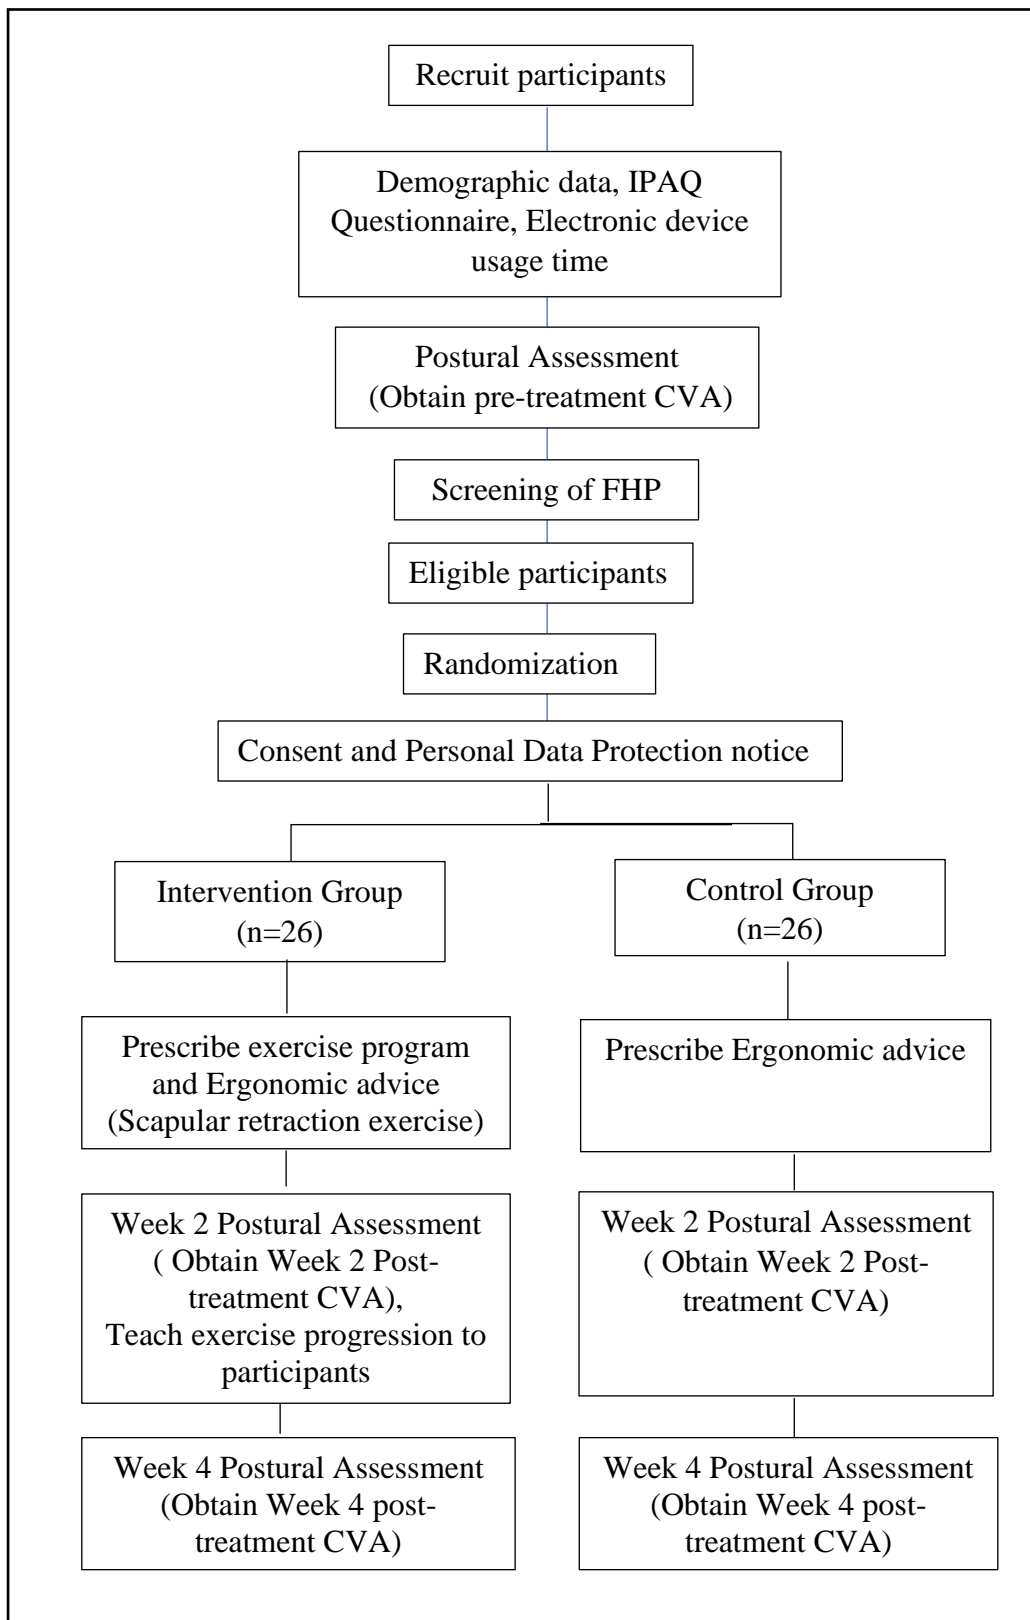 Recruit participants
Demographic data, IPAQ
Questionnaire, Electronic device
usage time
Postural Assessment
(Obtain pre-treatment CVA)
Screening of FHP
Eligible participants
Randomization
Consent and Personal Data Protection notice
Intervention Group
(n=26)
Control Group
(n=26)
Prescribe exercise program
and Ergonomic advice
(Scapular retraction exercise)
Prescribe Ergonomic advice
Week 2 Postural Assessment
( Obtain Week 2 Post-
treatment CVA),
Teach exercise progression to
participants
Week 2 Postural Assessment
( Obtain Week 2 Post-
treatment CVA)
Week 4 Postural Assessment
(Obtain Week 4 post-
treatment CVA)
Week 4 Postural Assessment
(Obtain Week 4 post-
treatment CVA)